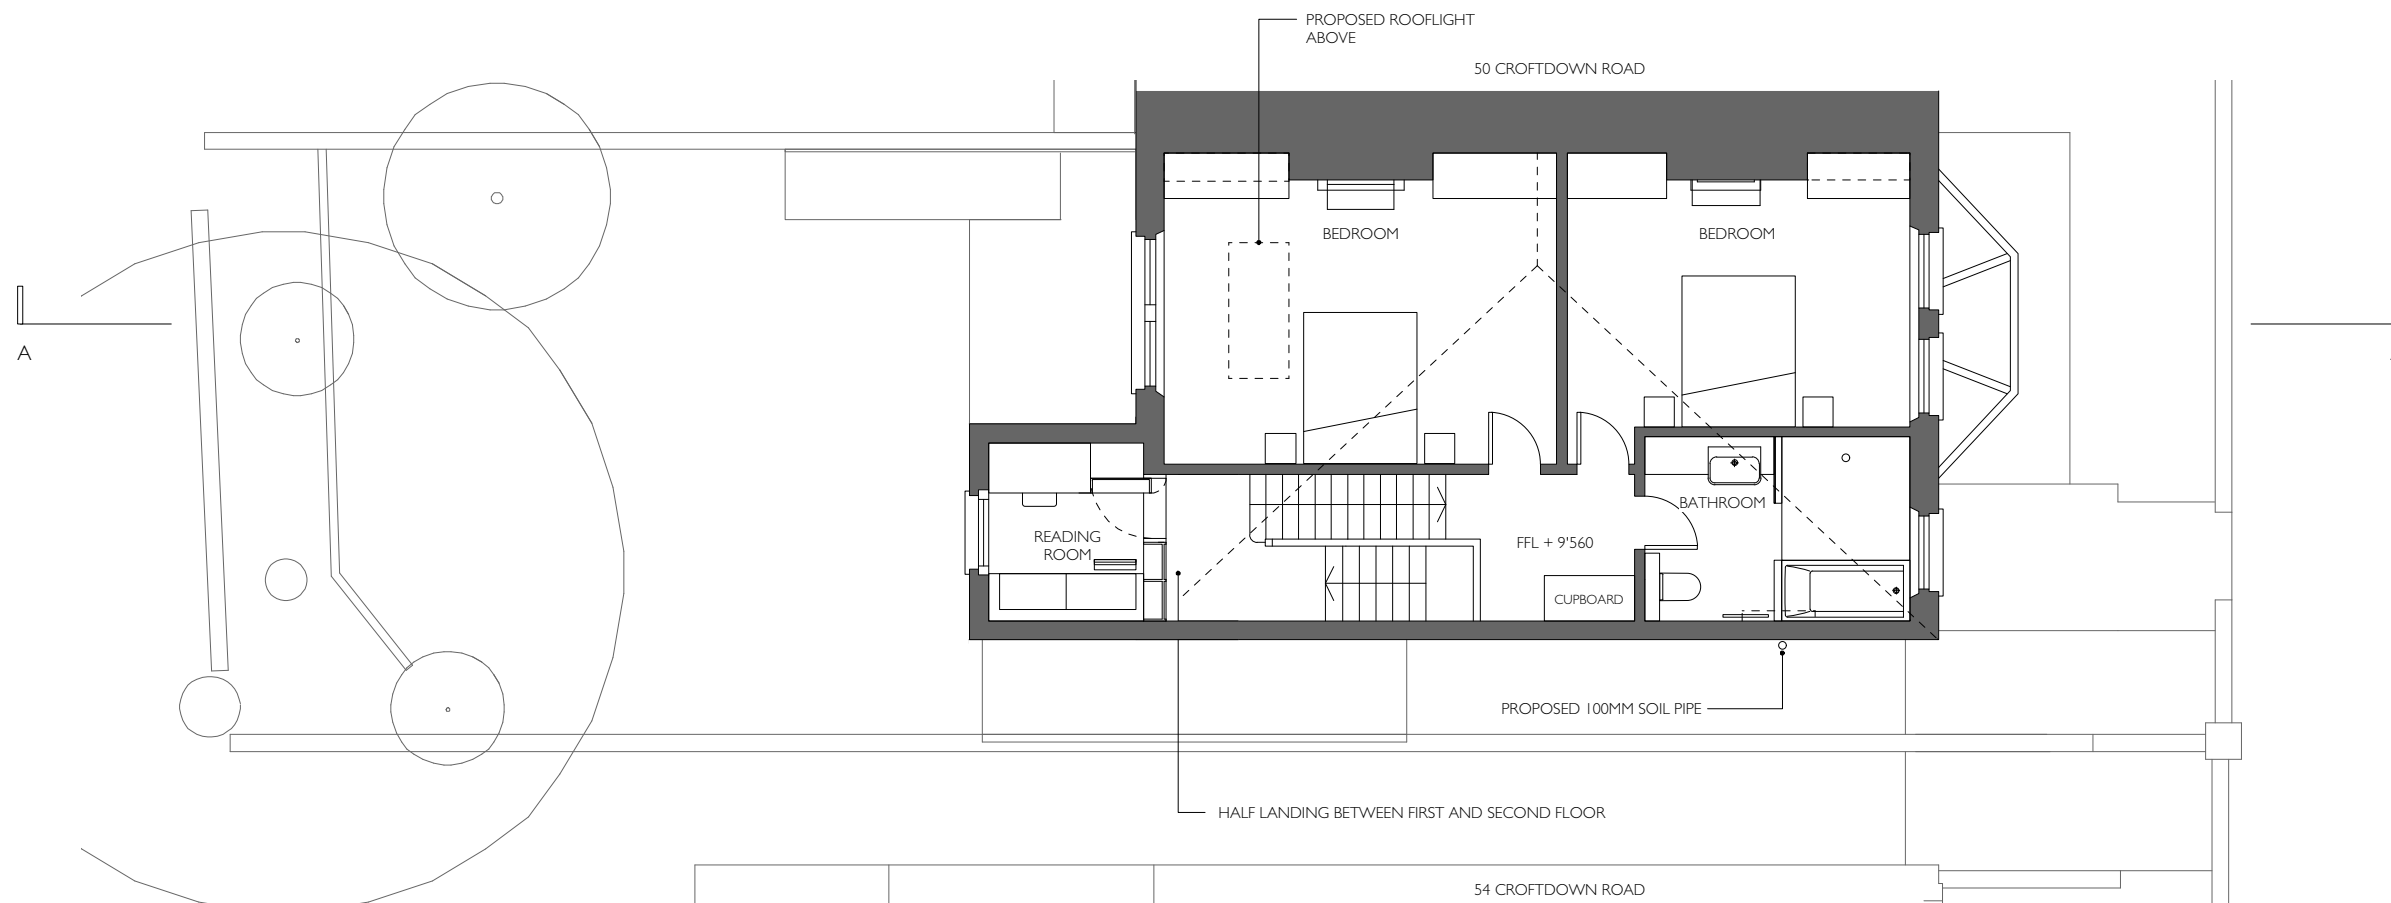 PROPOSED ROOFLIGHT
ABOVE
50 CROFTDOWN ROAD
BEDROOM
BEDROOM
A
BATHROOM
READING
ROOM
FFL + 9'560
CUPBOARD
PROPOSED 100MM SOIL PIPE
HALF LANDING BETWEEN FIRST AND SECOND FLOOR
54 CROFTDOWN ROAD